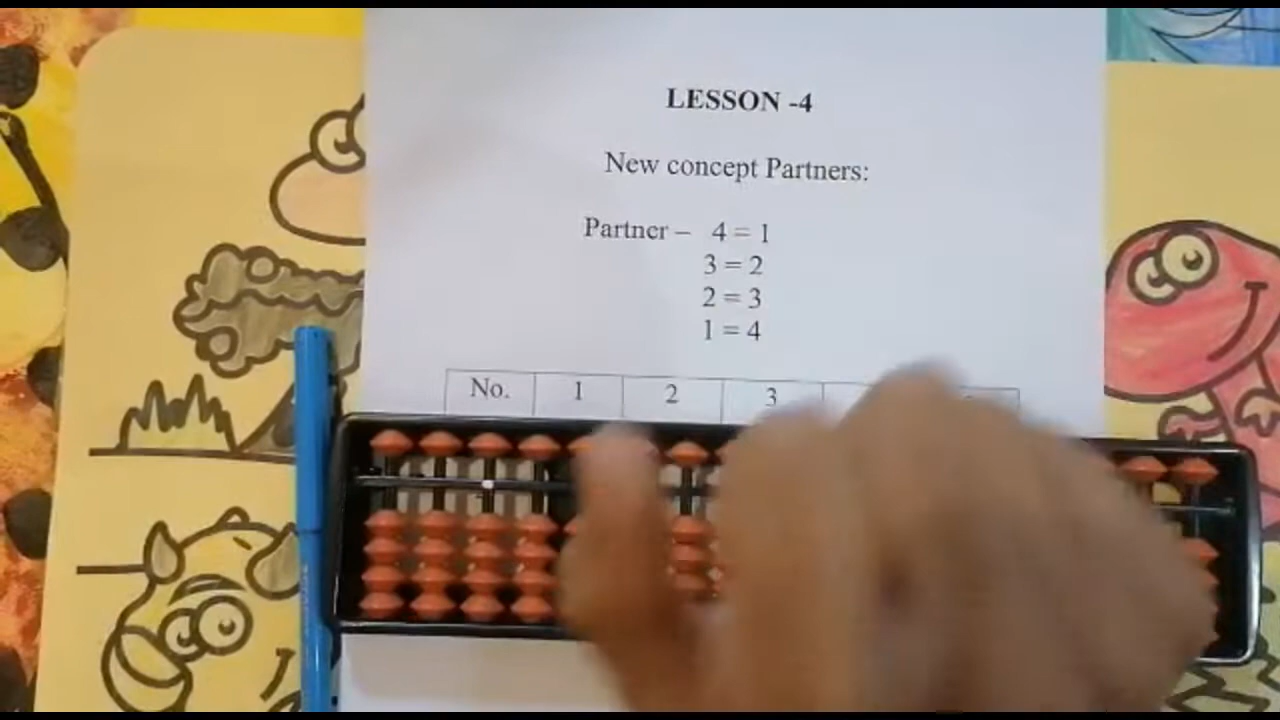 LESSON -4
New concept Partners:
Partner – 4 = 1
3 = 2
2 = 3
1 = 4
No. 1 2 3